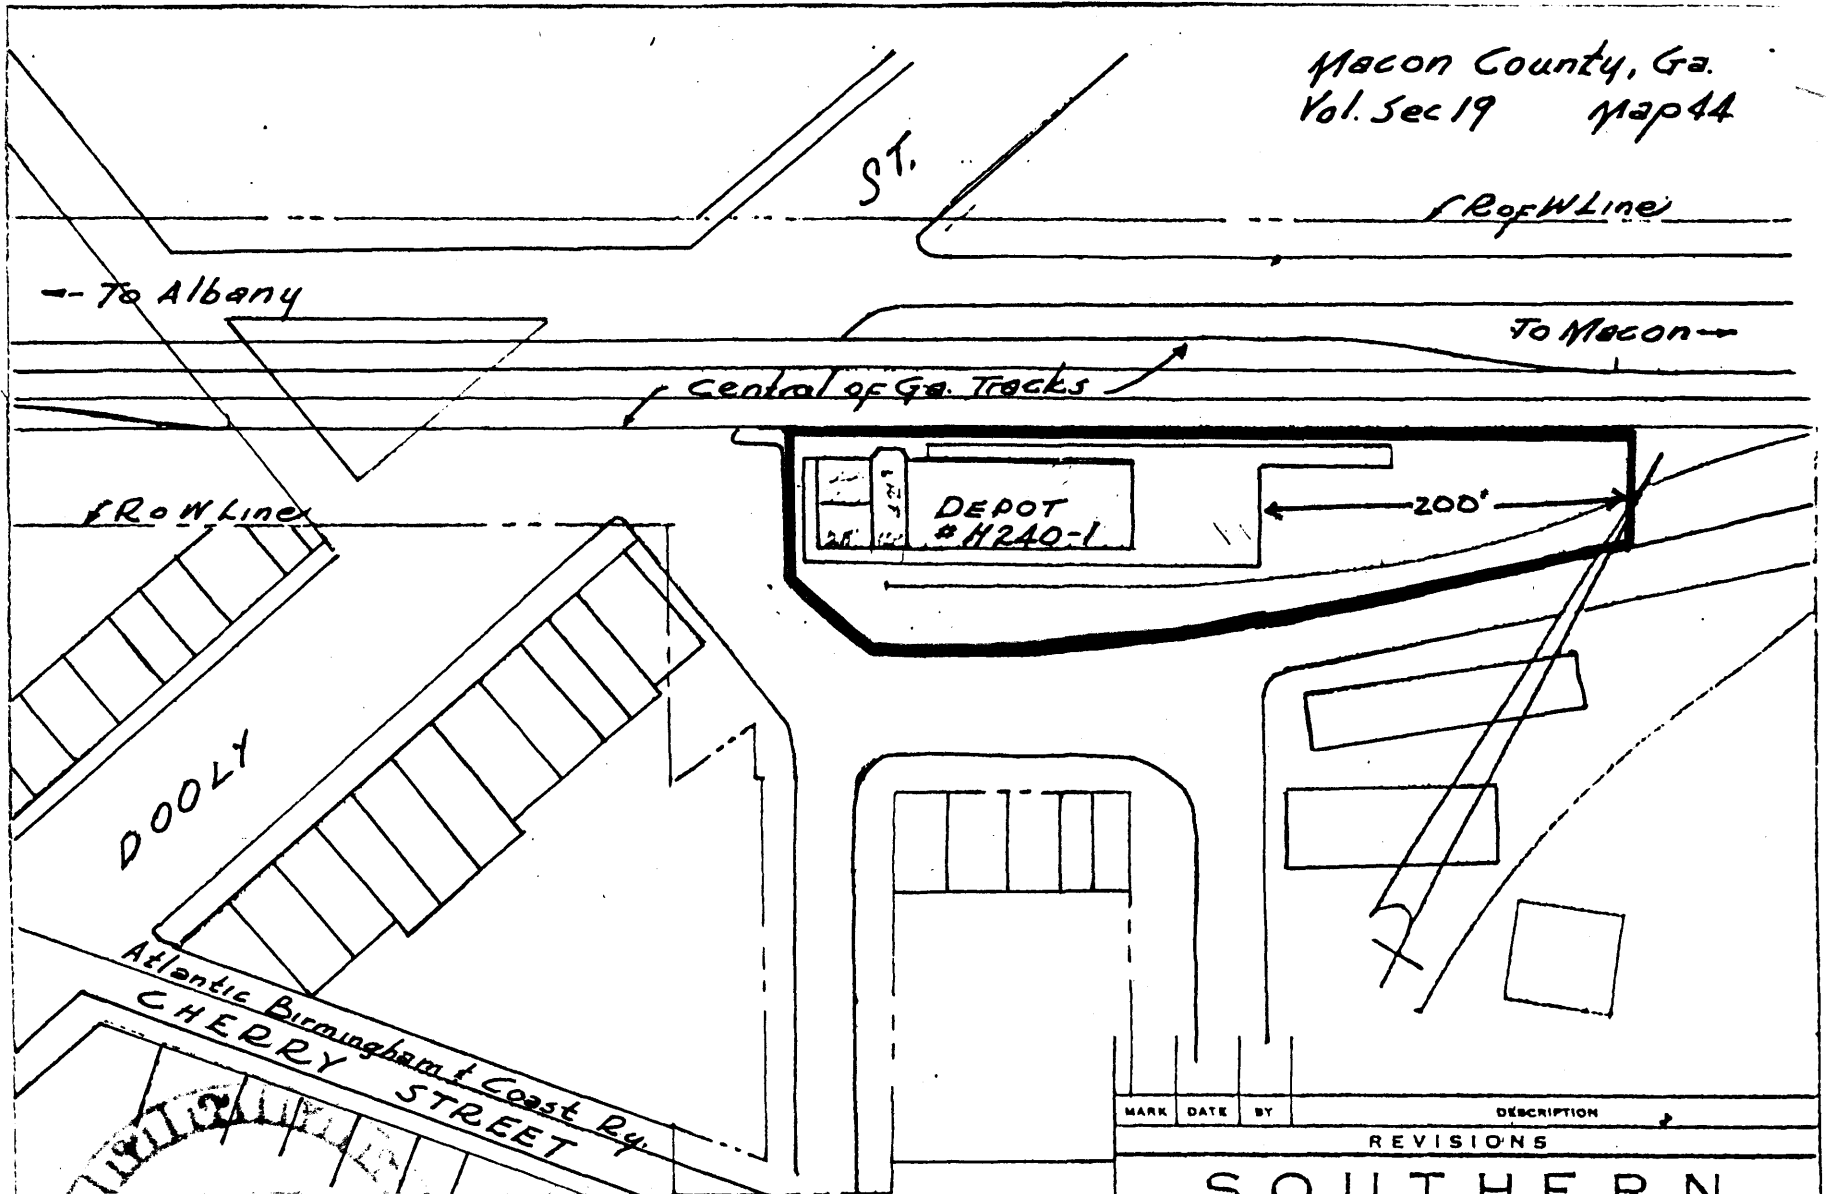 Macon County, Ga.
Vol. Sec 19 Map 44
ST.
R of W Line
←- To Albany
To Macon →
Central of Ga. Tracks
R o W Line
DEPOT
# H240-1
200'
DOOLY
Atlantic Birmingham & Coast Ry.
CHERRY STREET
MARK DATE BY DESCRIPTION
REVISIONS
SOUTHERN